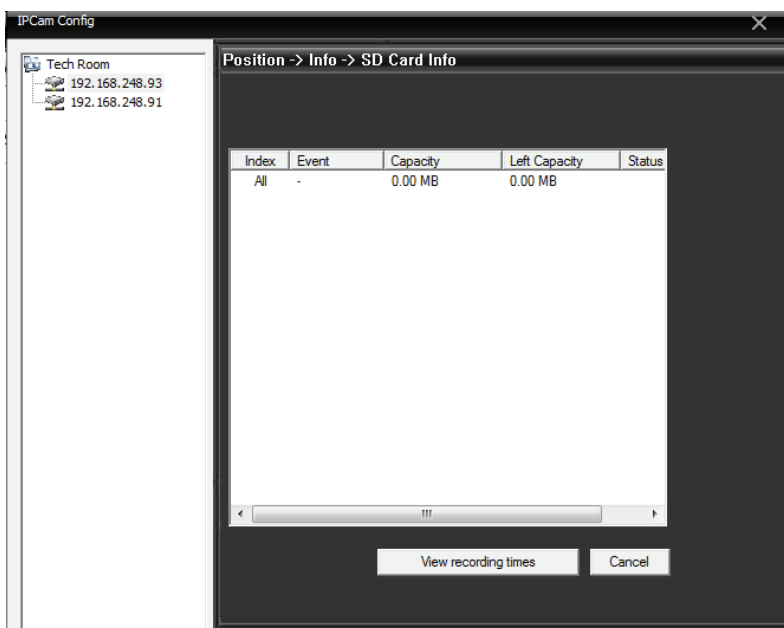 IPCam Config
Tech Room
192.168.248.93
192.168.248.91
Position -> Info -> SD Card Info
Index Event Capacity Left Capacity Status
All - 0.00 MB 0.00 MB
View recording times Cancel